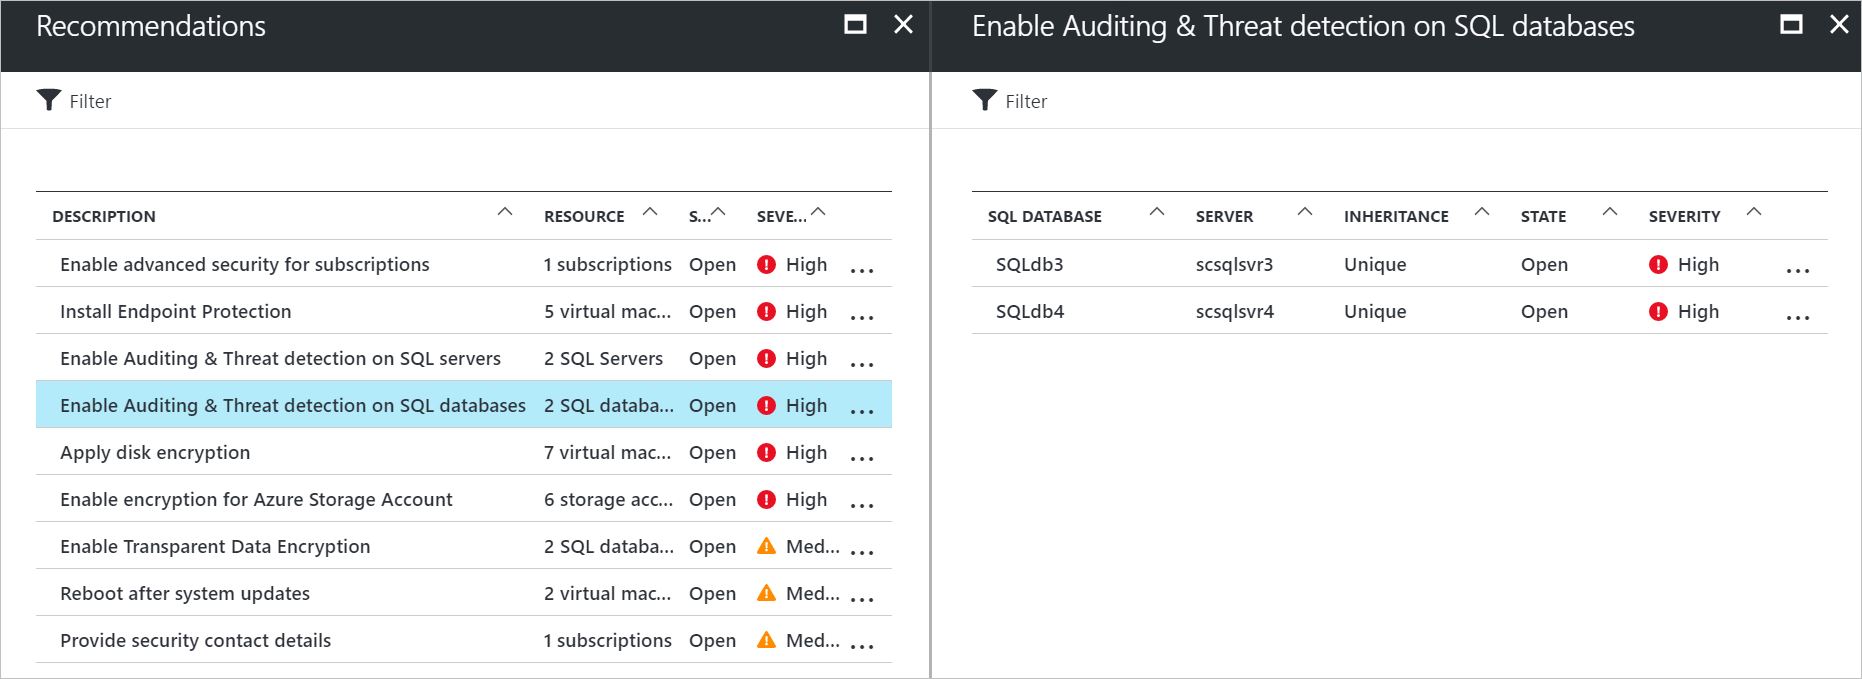 Recommendations
Filter
DESCRIPTION RESOURCE S... SEVE...
Enable advanced security for subscriptions 1 subscriptions Open High ...
Install Endpoint Protection 5 virtual mac... Open High ...
Enable Auditing & Threat detection on SQL servers 2 SQL Servers Open High ...
Enable Auditing & Threat detection on SQL databases 2 SQL databa... Open High ...
Apply disk encryption 7 virtual mac... Open High ...
Enable encryption for Azure Storage Account 6 storage acc... Open High ...
Enable Transparent Data Encryption 2 SQL databa... Open Med... ...
Reboot after system updates 2 virtual mac... Open Med... ...
Provide security contact details 1 subscriptions Open Med... ...
Enable Auditing & Threat detection on SQL databases
Filter
SQL DATABASE SERVER INHERITANCE STATE SEVERITY
SQLdb3 scsqlsvr3 Unique Open High ...
SQLdb4 scsqlsvr4 Unique Open High ...